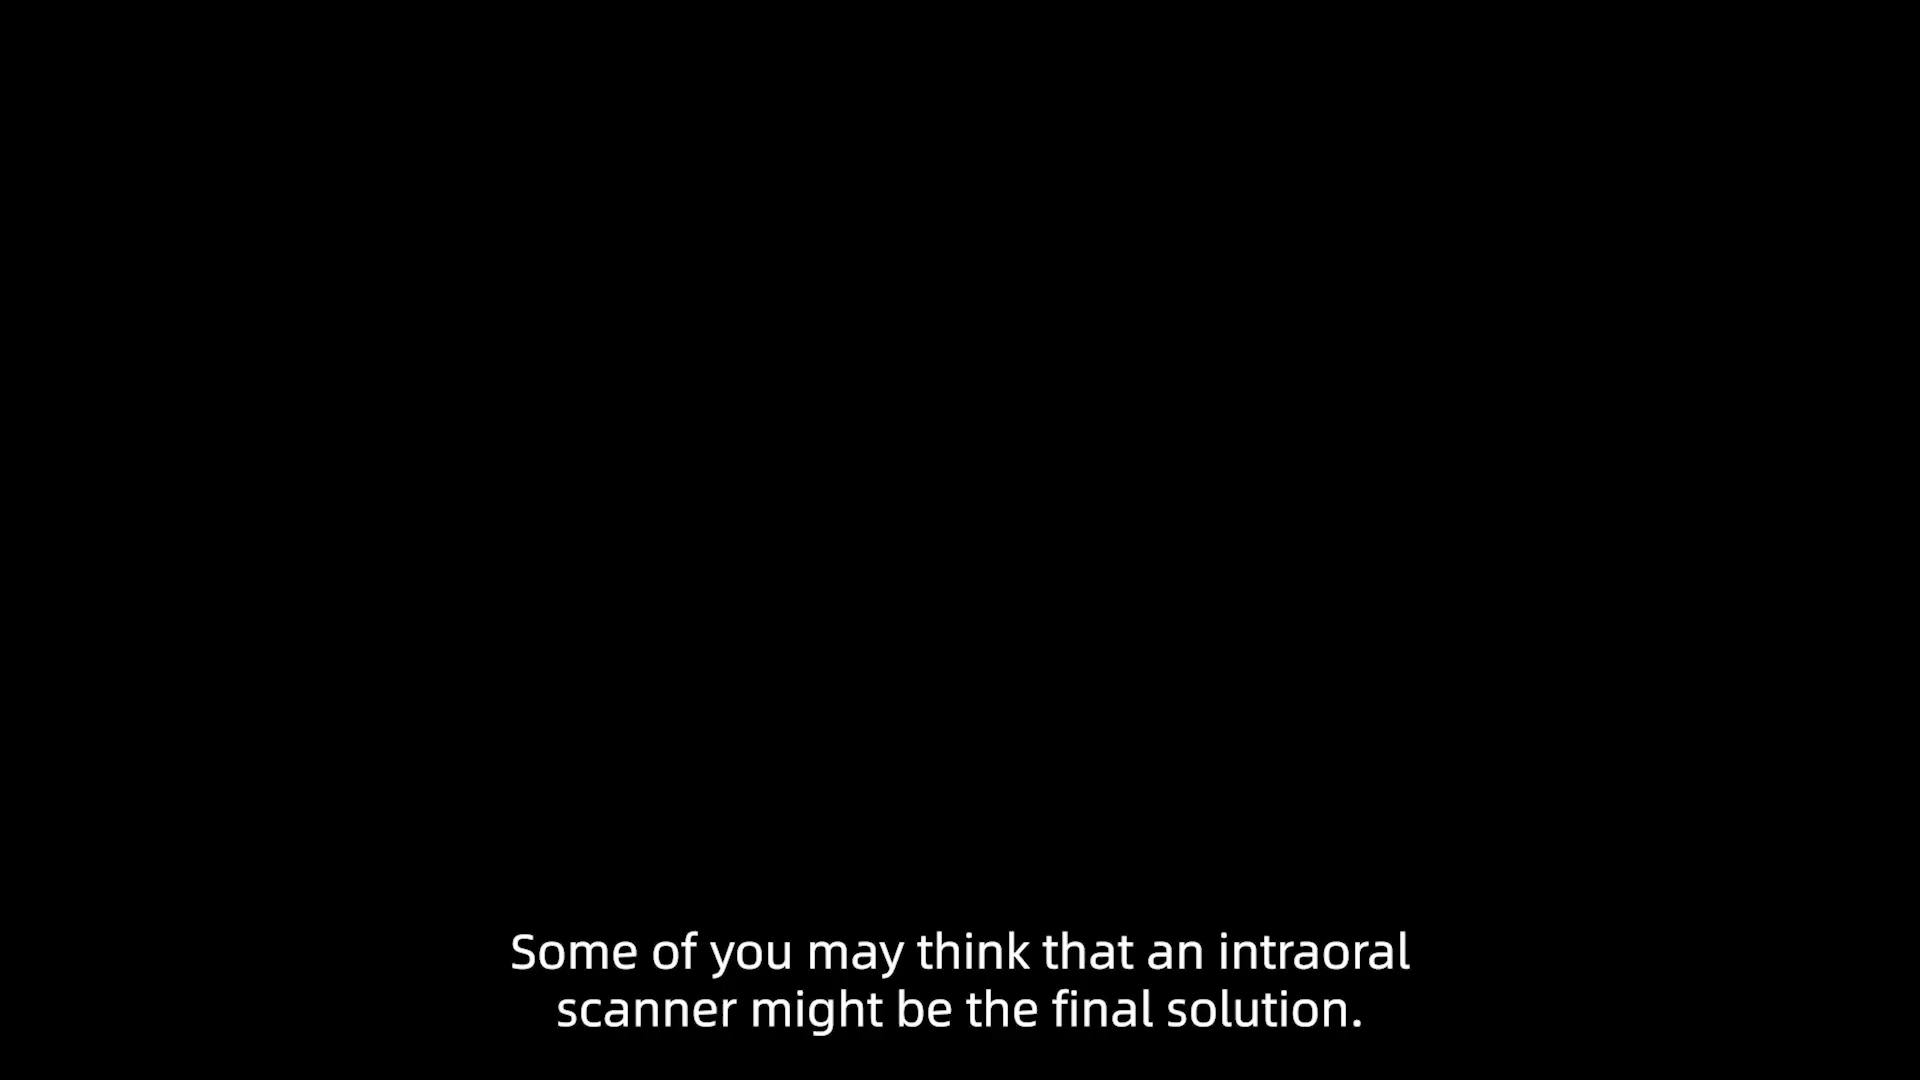 Some of you may think that an intraoral
scanner might be the final solution.